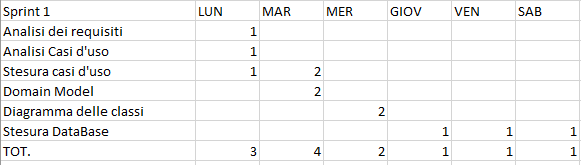 Sprint 1 LUN MAR MER GIOV VEN SAB
Analisi dei requisiti 1
Analisi Casi d'uso 1
Stesura casi d'uso 1 2
Domain Model 2
Diagramma delle classi 2
Stesura DataBase 1 1 1
TOT. 3 4 2 1 1 1